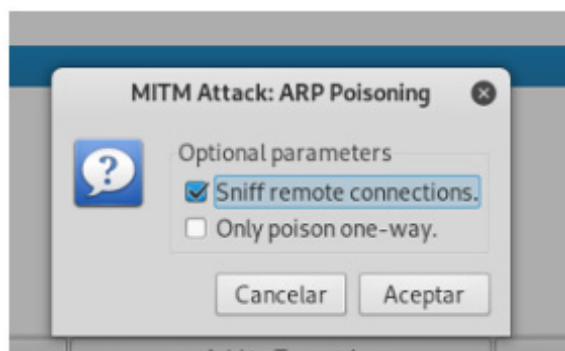 MITM Attack: ARP Poisoning
Optional parameters
Sniff remote connections.
Only poison one-way.
Cancelar Aceptar